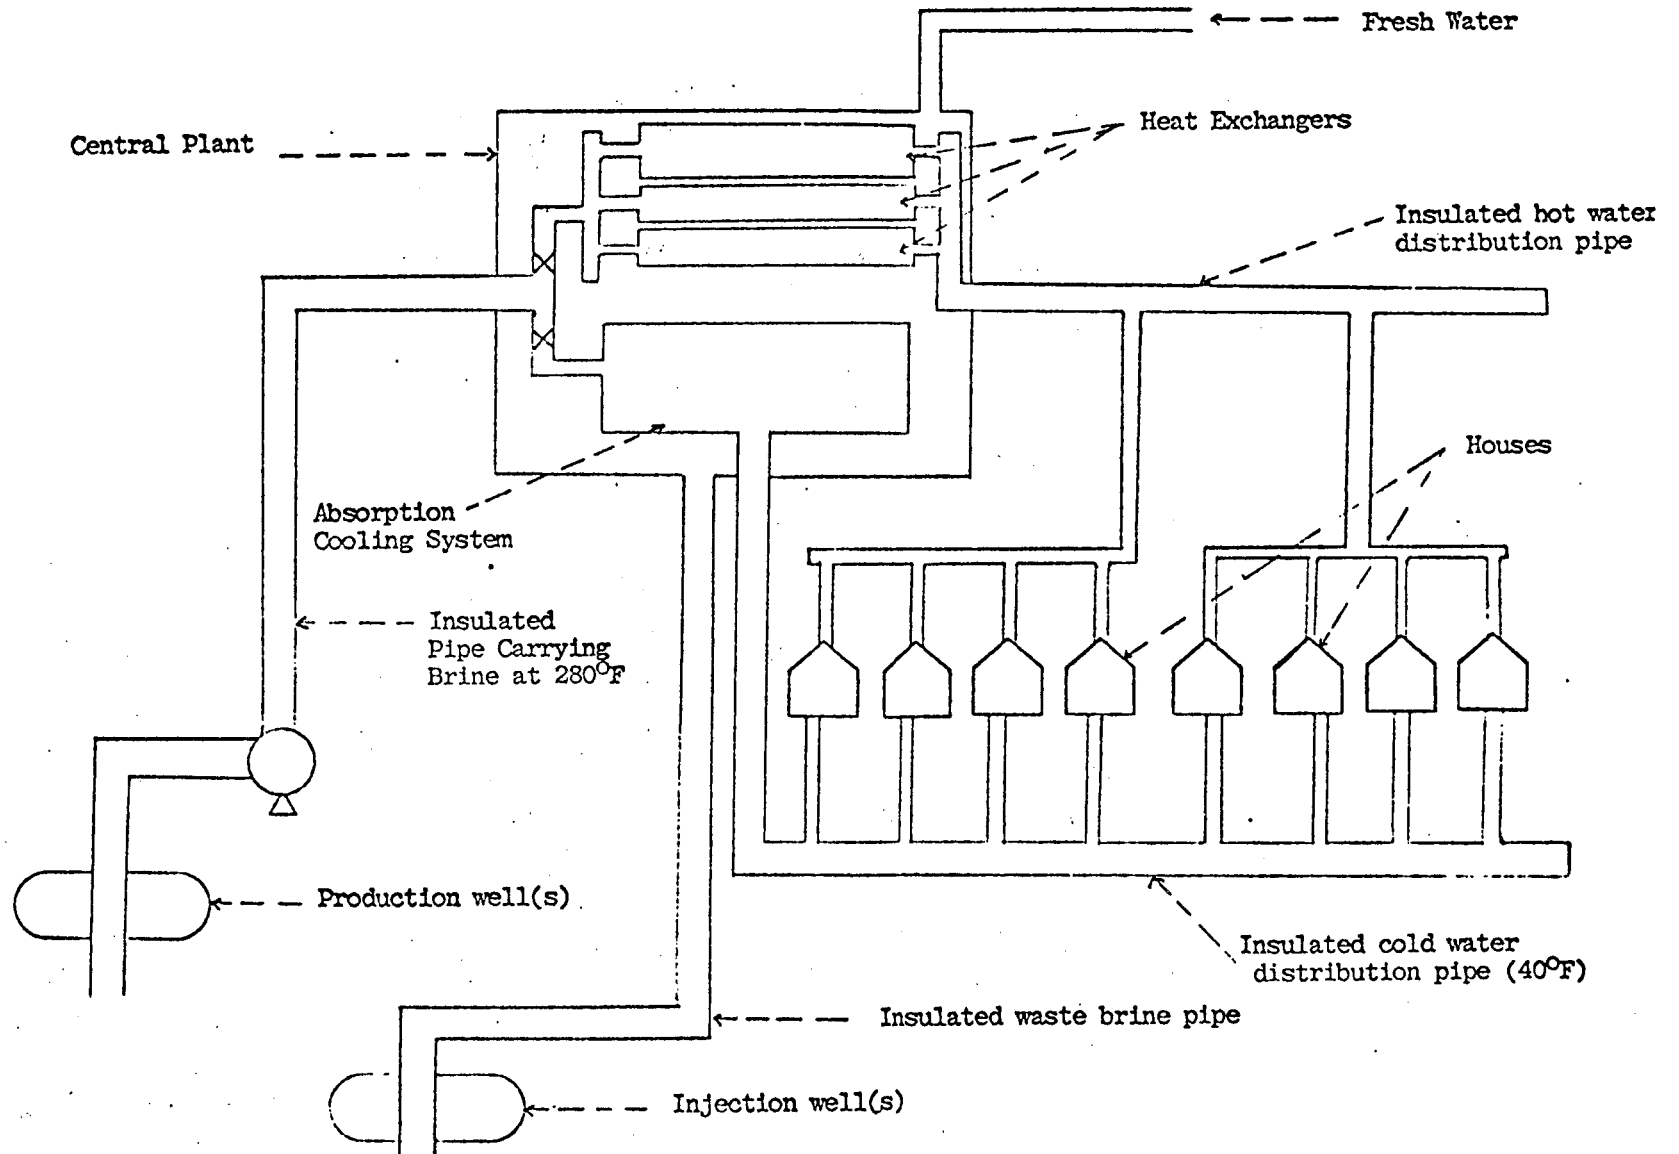 Fresh Water
Heat Exchangers
Central Plant
Insulated hot water
distribution pipe
Houses
Absorption
Cooling System
Insulated
Pipe Carrying
Brine at 280°F
Production well(s)
Insulated cold water
distribution pipe (40°F)
Insulated waste brine pipe
Injection well(s)